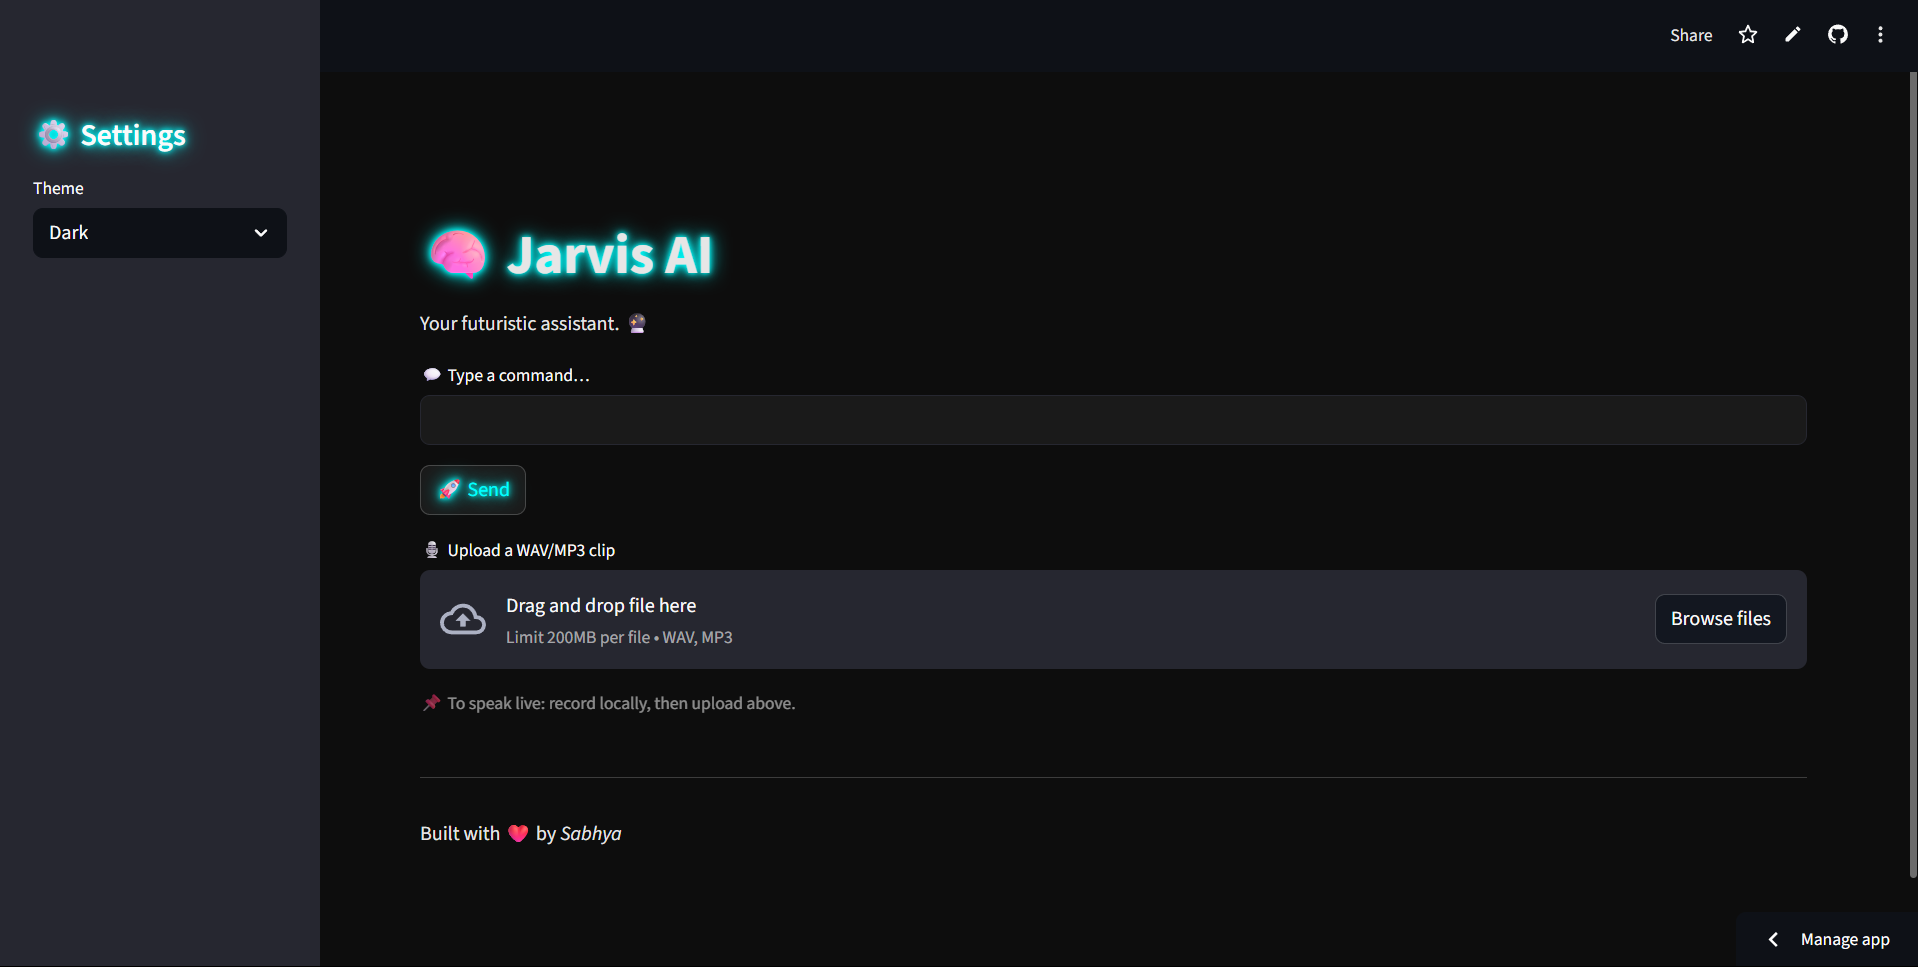 Share
⚙️ Settings
Theme
Dark
🧠 Jarvis AI
Your futuristic assistant. 🔮
💬 Type a command...
🚀 Send
🎙️ Upload a WAV/MP3 clip
Drag and drop file here
Limit 200MB per file • WAV, MP3
Browse files
📌 To speak live: record locally, then upload above.
Built with ❤️ by Sabhya
Manage app